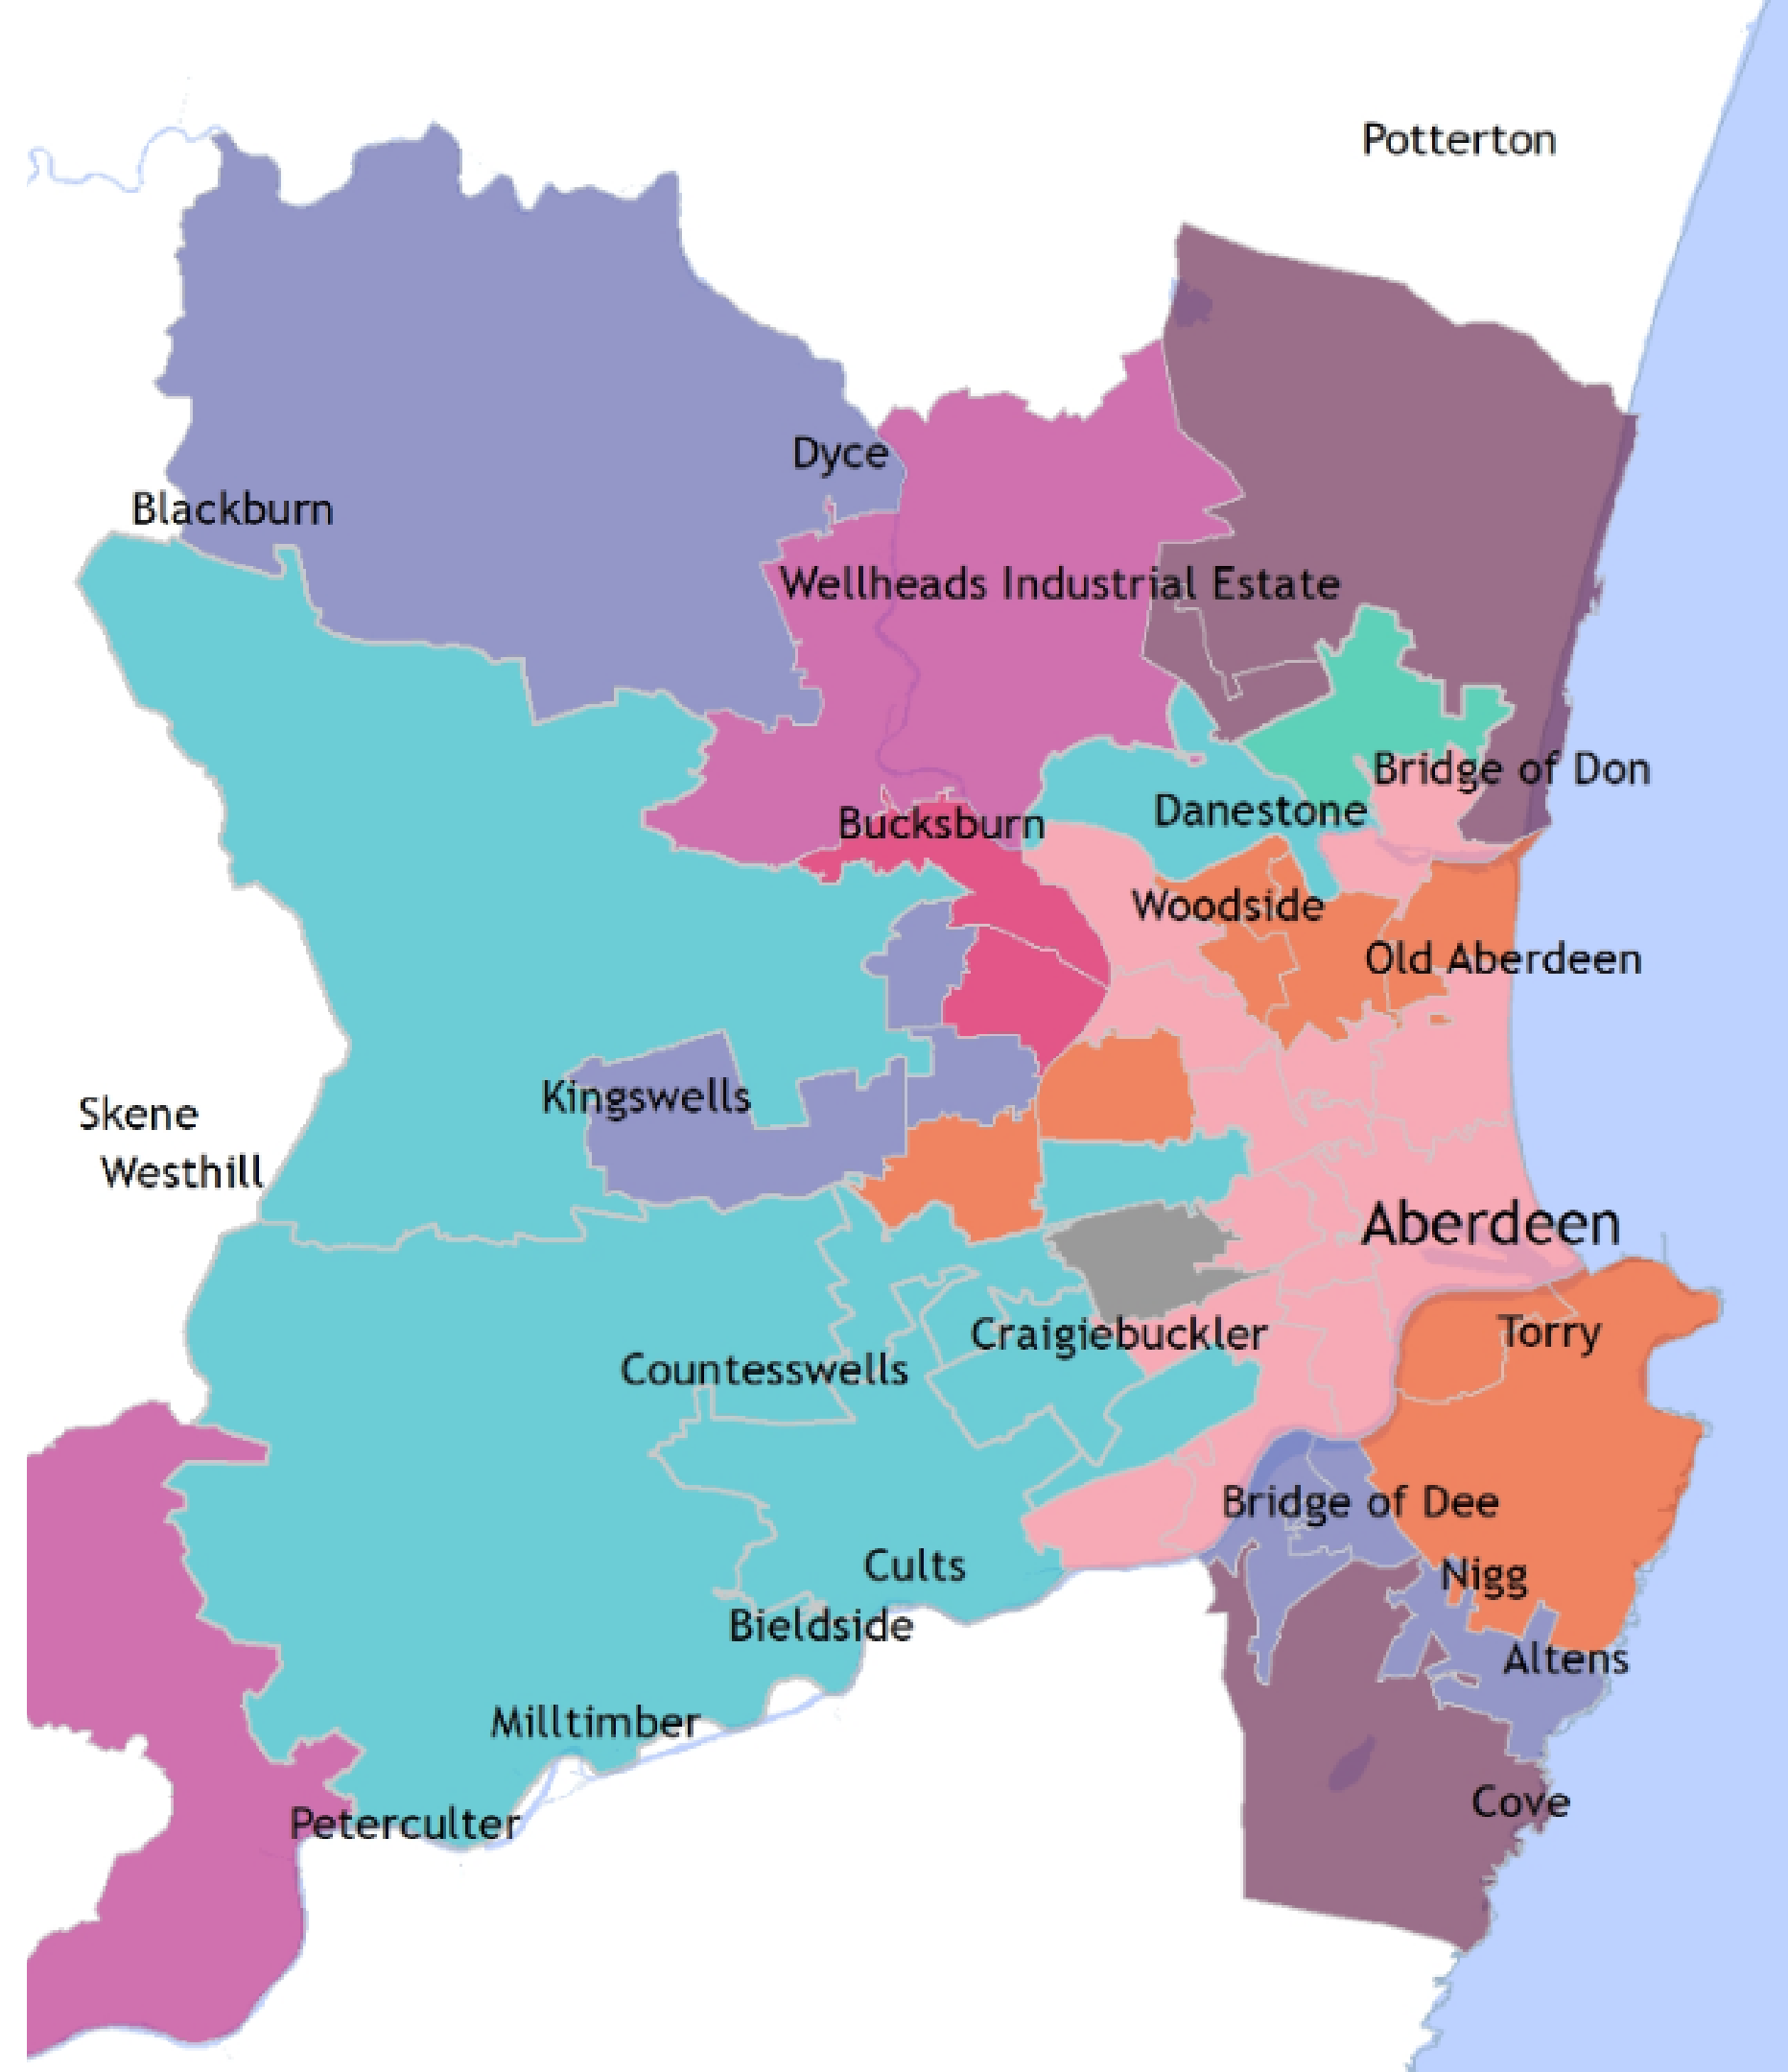 Potterton
Dyce
Blackburn
Wellheads Industrial Estate
Bridge of Don
Danestone
Bucksburn
Woodside
Old Aberdeen
Kingswells
Skene
Westhill
Aberdeen
Torry
Craigiebuckler
Countesswells
Bridge of Dee
Cults
Nigg
Bieldside
Altens
Milltimber
Cove
Peterculter